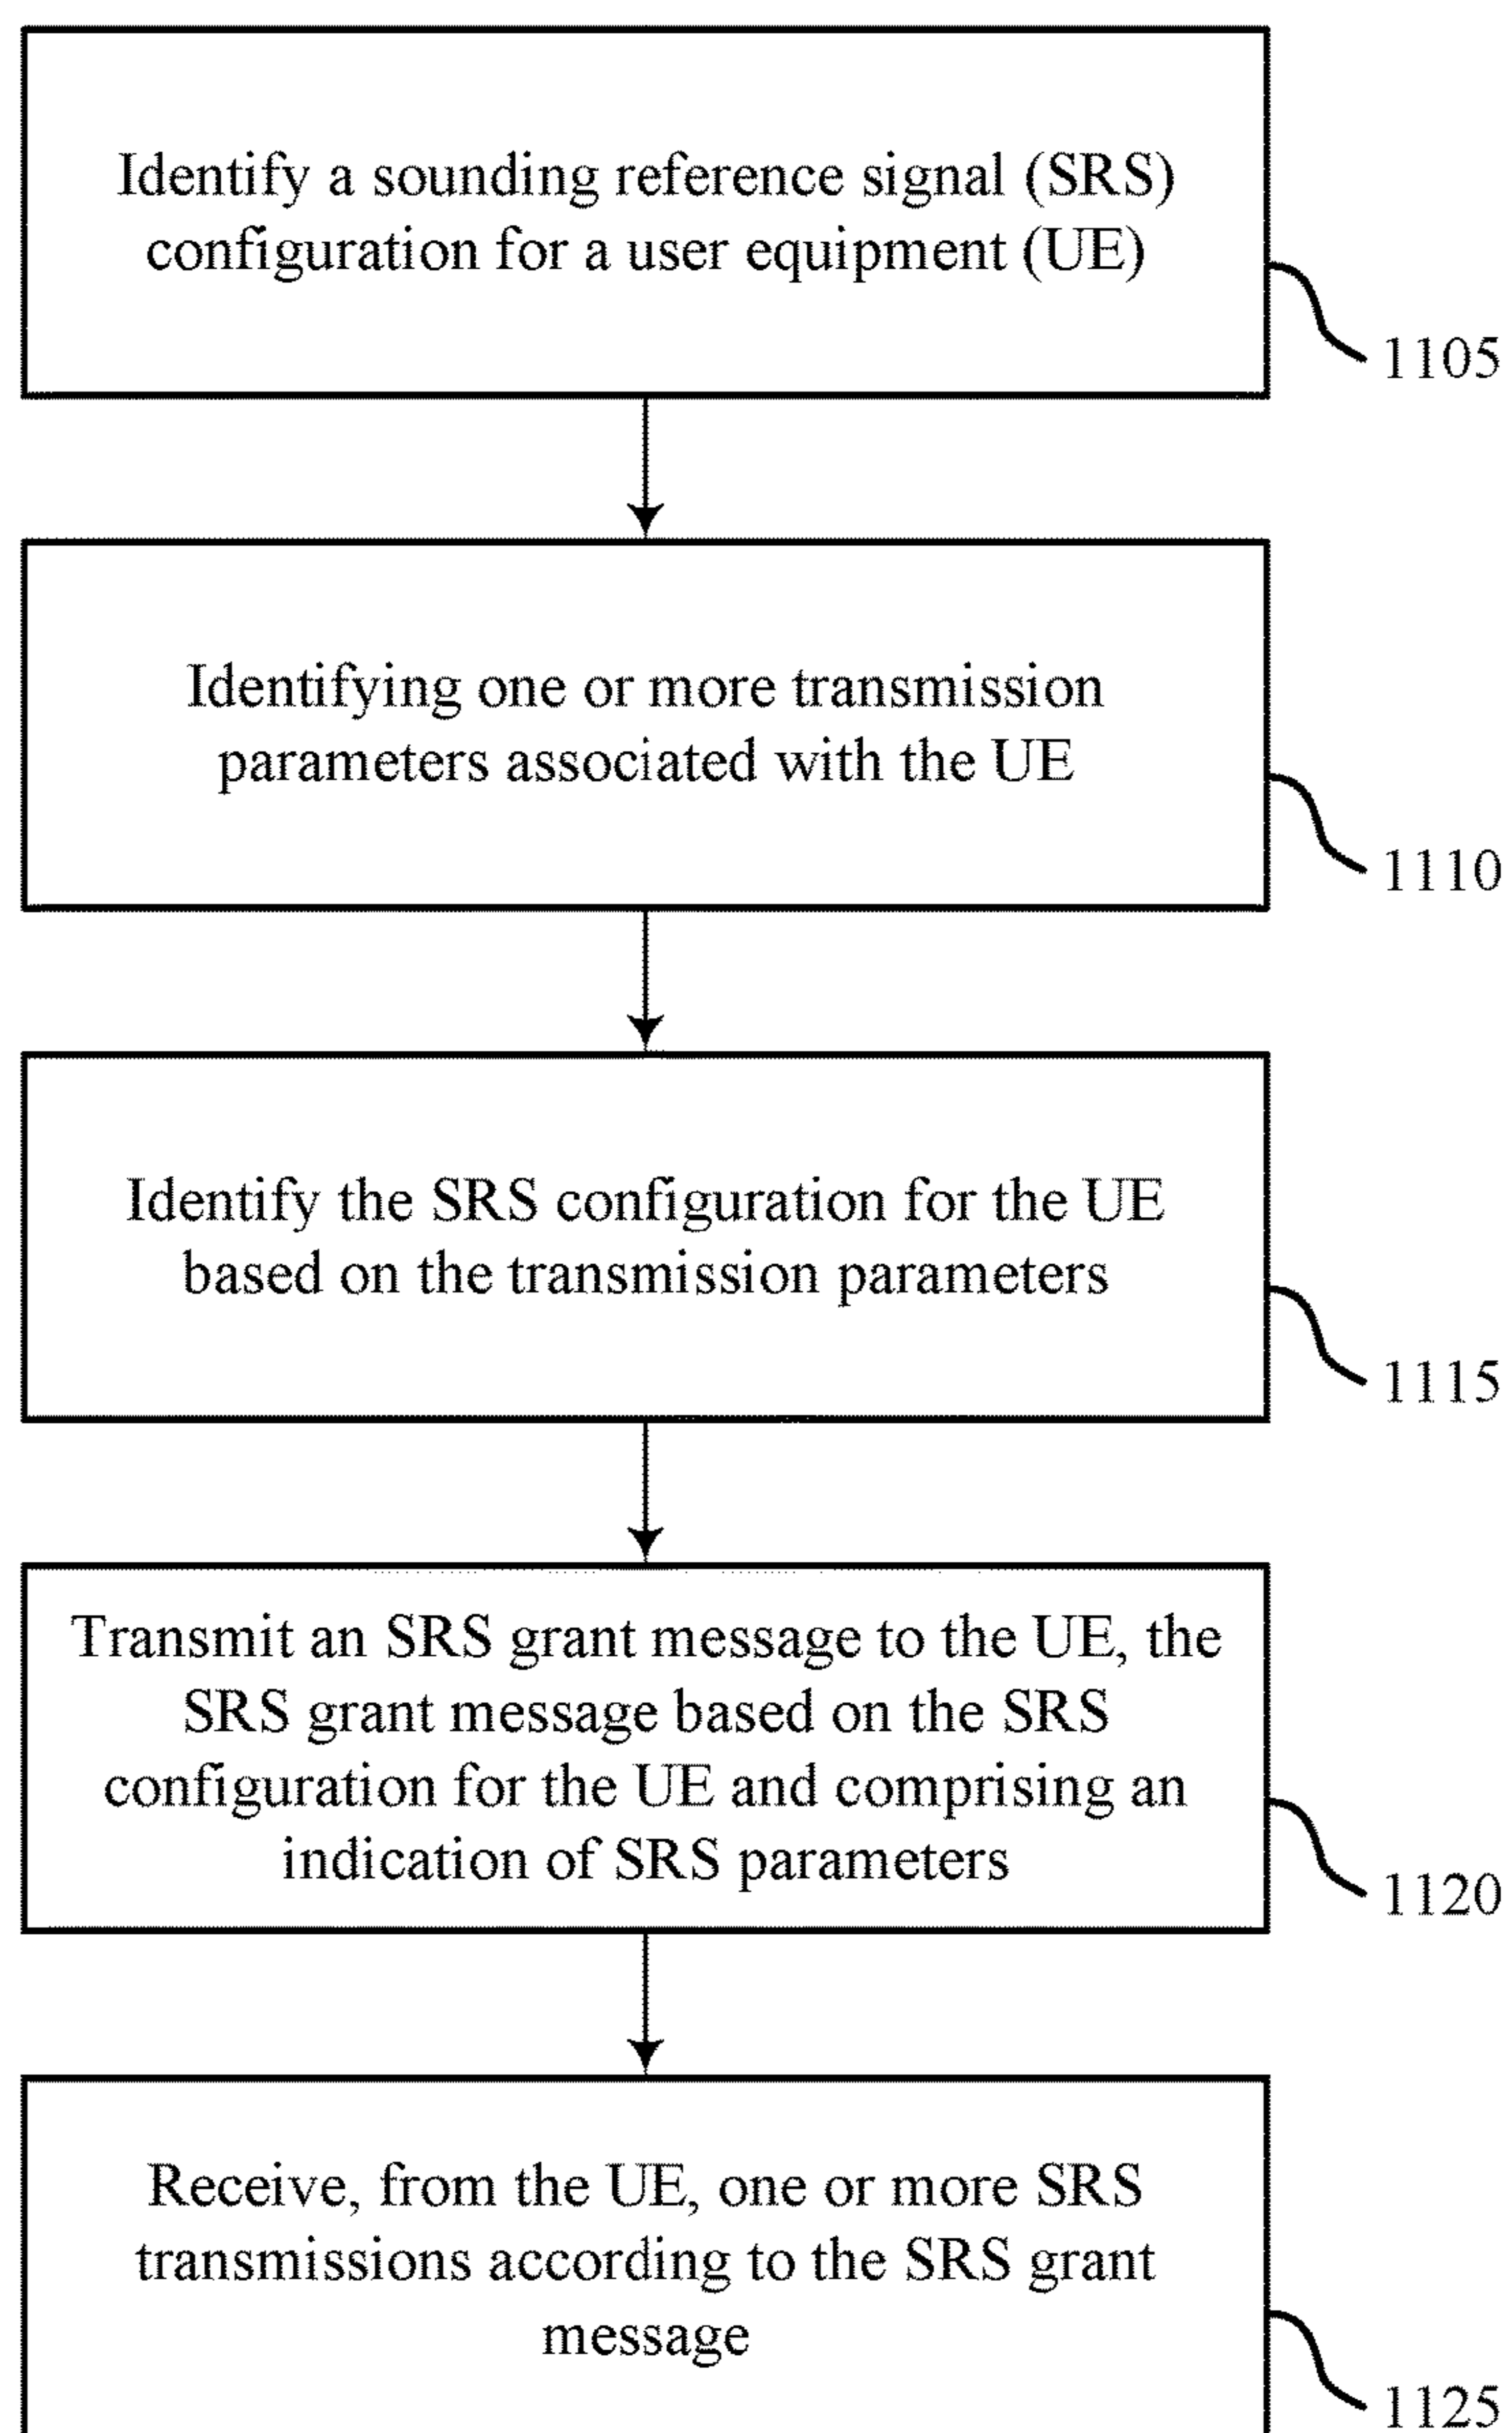 Identify a sounding reference signal (SRS)
configuration for a user equipment (UE)
1105
Identifying one or more transmission
parameters associated with the UE
1110
Identify the SRS configuration for the UE
based on the transmission parameters
1115
Transmit an SRS grant message to the UE, the
SRS grant message based on the SRS
configuration for the UE and comprising an
indication of SRS parameters
1120
Receive, from the UE, one or more SRS
transmissions according to the SRS grant
message
1125